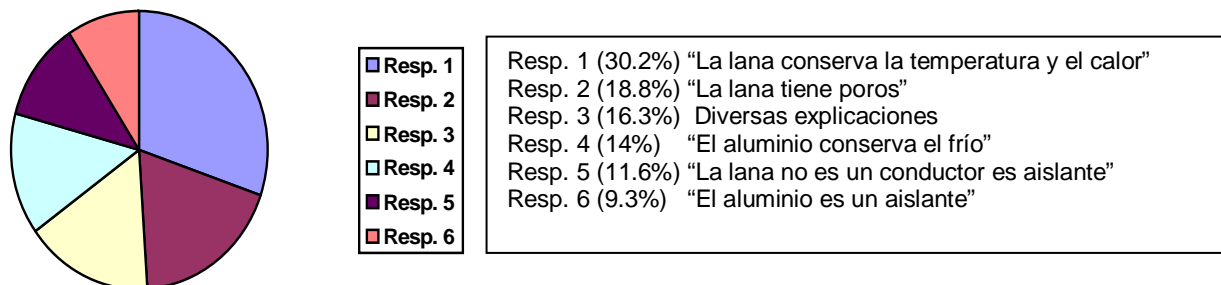 Resp. 1
Resp. 2
Resp. 3
Resp. 4
Resp. 5
Resp. 6
Resp. 1 (30.2%) “La lana conserva la temperatura y el calor”
Resp. 2 (18.8%) “La lana tiene poros”
Resp. 3 (16.3%) Diversas explicaciones
Resp. 4 (14%) “El aluminio conserva el frío”
Resp. 5 (11.6%) “La lana no es un conductor es aislante”
Resp. 6 (9.3%) “El aluminio es un aislante”